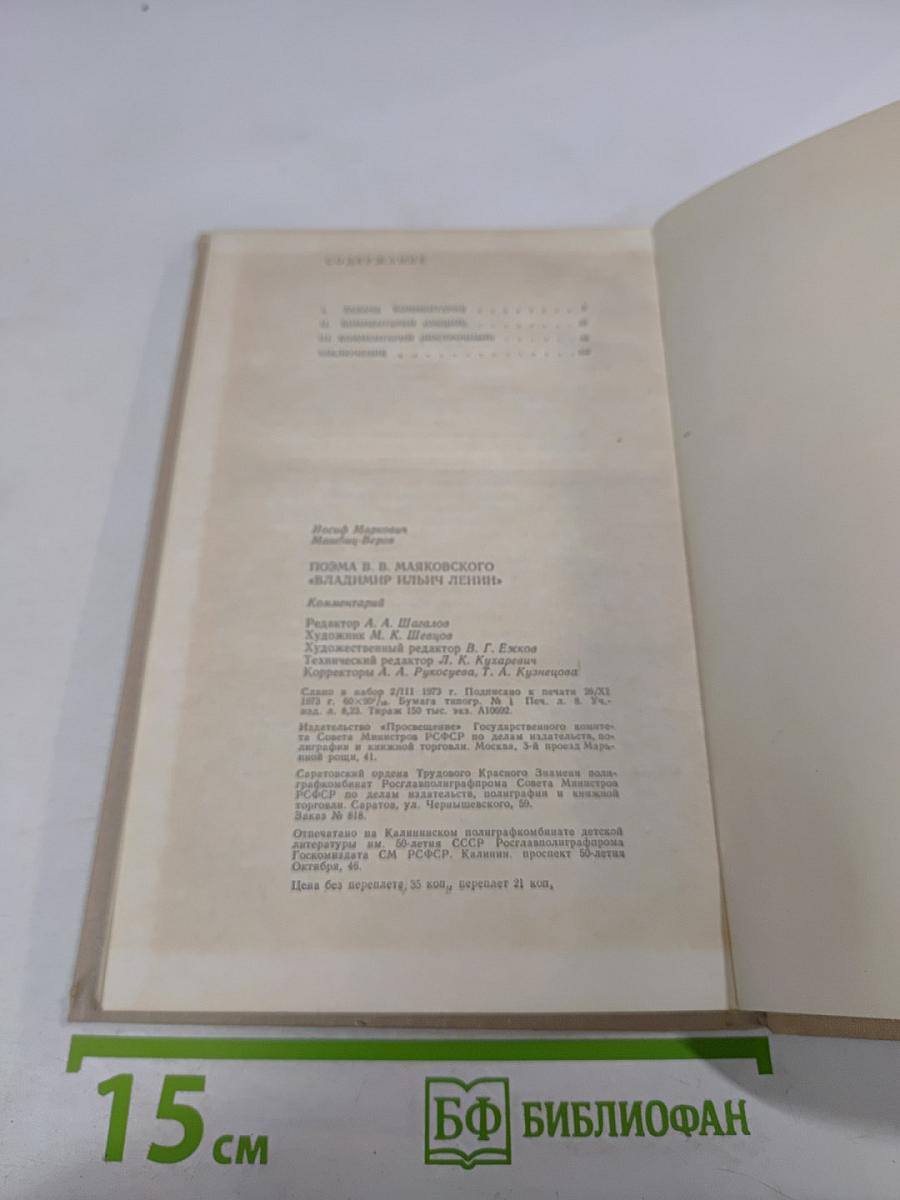 СОДЕРЖАНИЕ
Иосиф Маркович
Машбиц-Веров
ПОЭМА В. В. МАЯКОВСКОГО
«ВЛАДИМИР ИЛЬИЧ ЛЕНИН»
Комментарий
Редактор А. А. Шагалов
Художник М. К. Шевцов
Художественный редактор В. Г. Ежков
Технический редактор Л. К. Кухаревич
Корректоры А. А. Рукосуева, Т. А. Кузнецова
Сдано в набор 2/III 1973 г. Подписано к печати 26/XI
1973 г. 60×90¹/₁₆. Бумага типогр. № 1 Печ. л. 8. Уч.-
изд. л. 8,23. Тираж 150 тыс. экз. А10692.
Издательство «Просвещение» Государственного комите-
та Совета Министров РСФСР по делам издательств, по-
лиграфии и книжной торговли. Москва, 3-й проезд Марь-
иной рощи, 41.
Саратовский ордена Трудового Красного Знамени поли-
графкомбинат Росглавполиграфпрома Совета Министров
РСФСР по делам издательств, полиграфии и книжной
торговли. Саратов, ул. Чернышевского, 59.
Заказ № 818.
Отпечатано на Калининском полиграфкомбинате детской
литературы им. 50-летия СССР Росглавполиграфпрома
Госкомиздата СМ РСФСР. Калинин. проспект 50-летия
Октября, 46.
Цена без переплета 35 коп., переплет 21 коп.
15 см
БФ БИБЛИОФАН